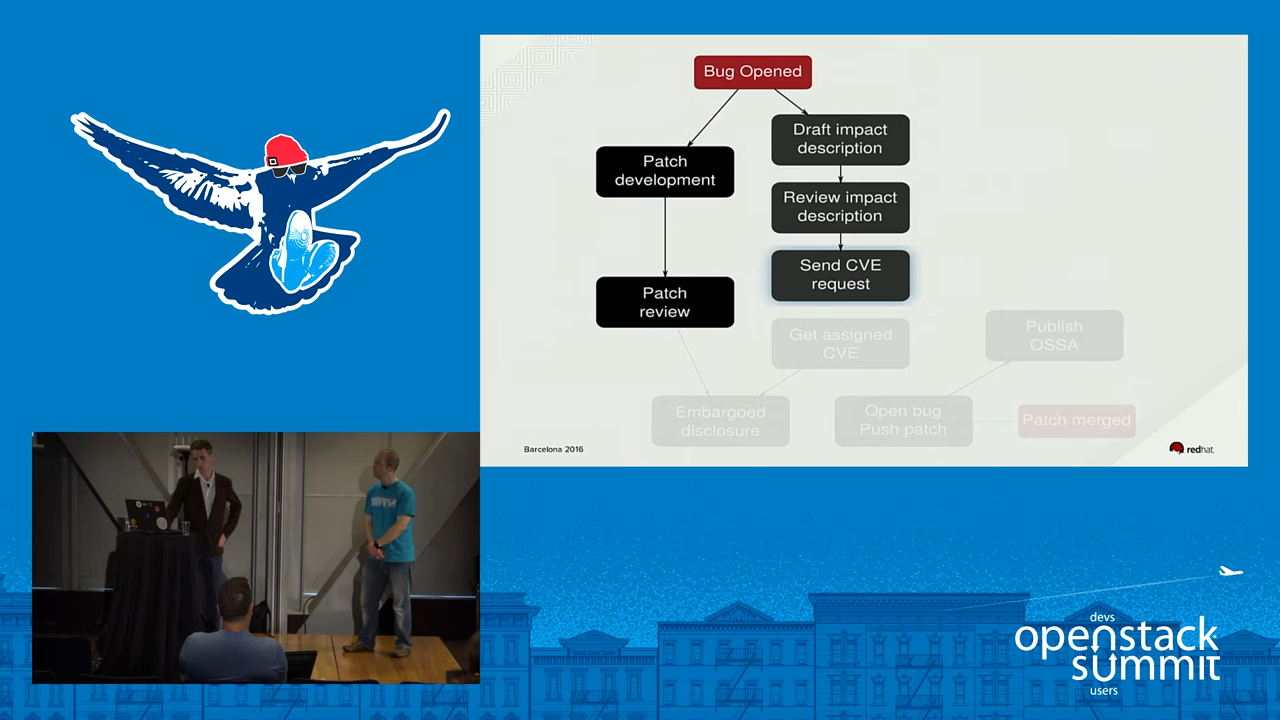 Bug Opened
Draft impact
description
Patch
development
Review impact
description
Send CVE
request
Patch
review
Get assigned
CVE
Publish
OSSA
Embargoed
disclosure
Open bug
Push patch
Patch merged
Barcelona 2016
redhat.
devs
openstack
summit
users